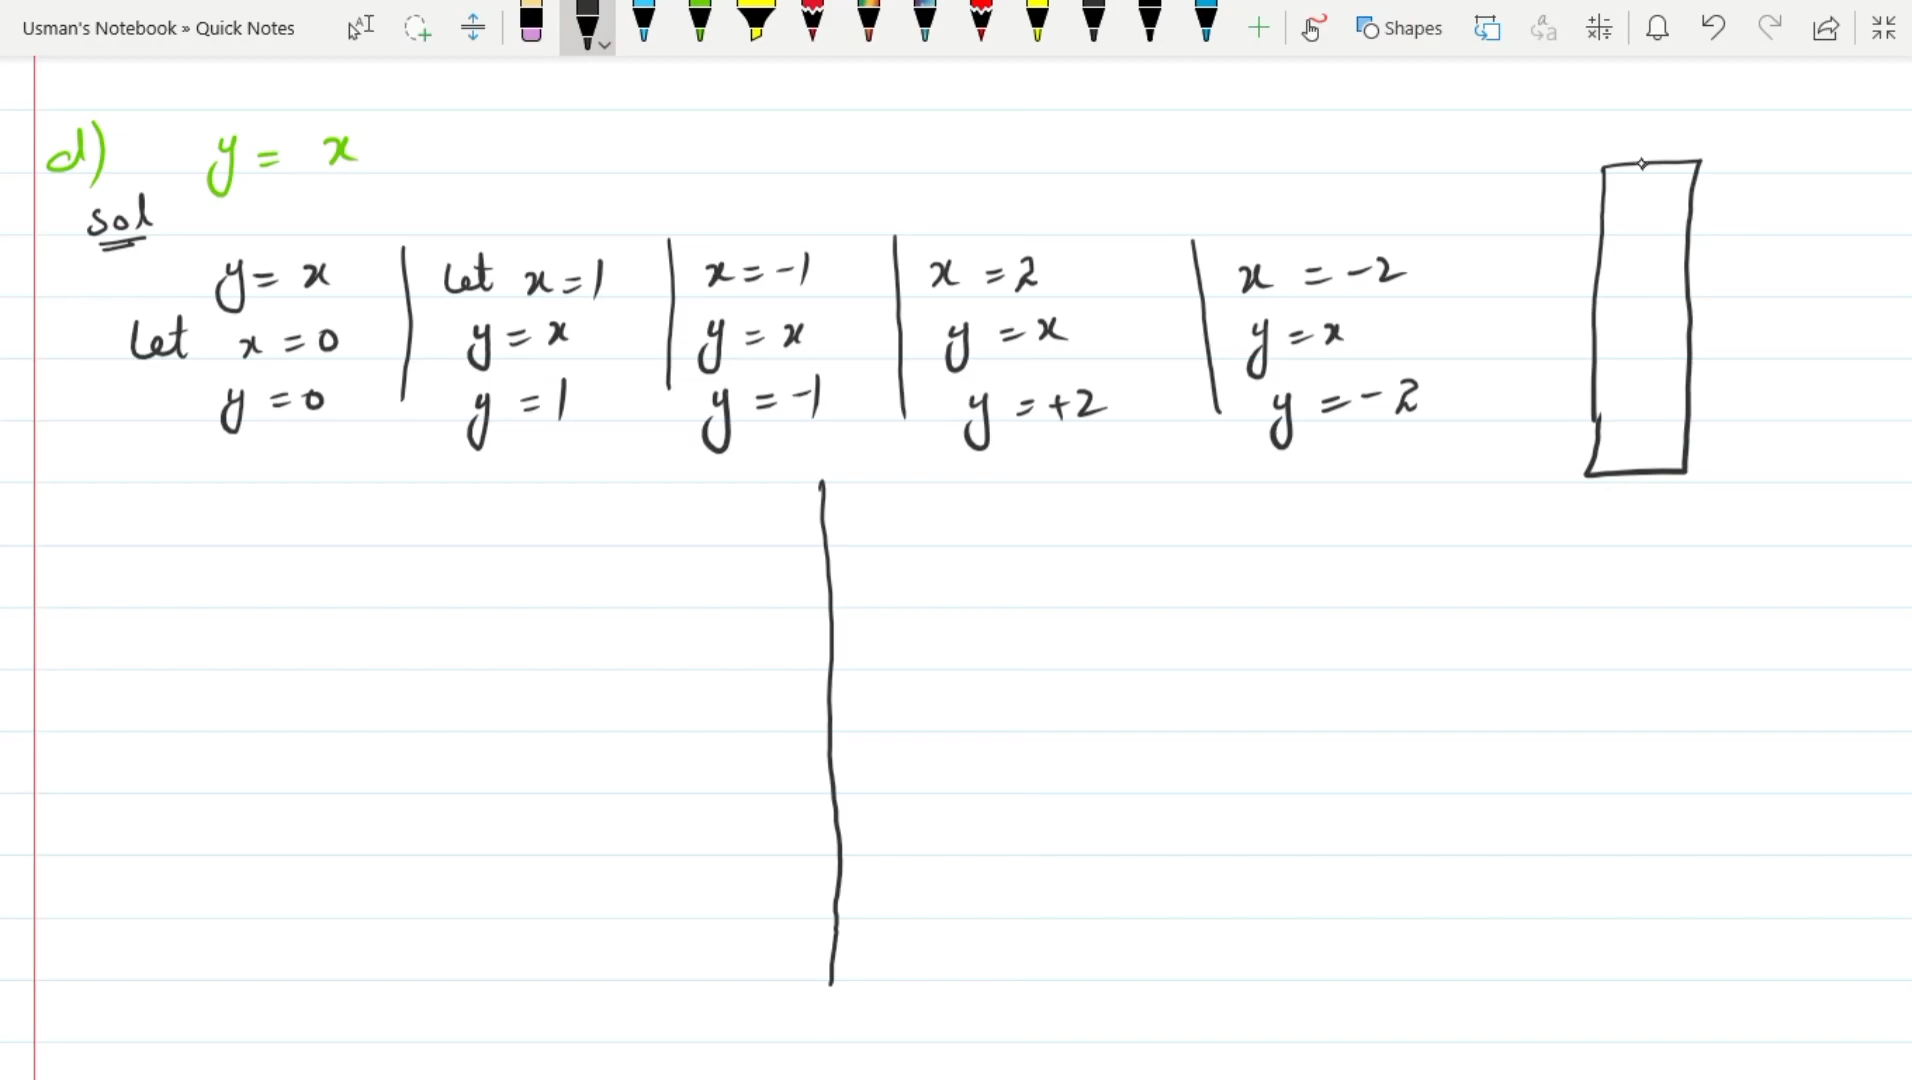 Usman's Notebook » Quick Notes Shapes
d) y = x
sol
y = x | Let x = 1 | x = -1 | x = 2 | x = -2
Let x = 0 | y = x | y = x | y = x | y = x
y = 0 | y = 1 | y = -1 | y = +2 | y = -2